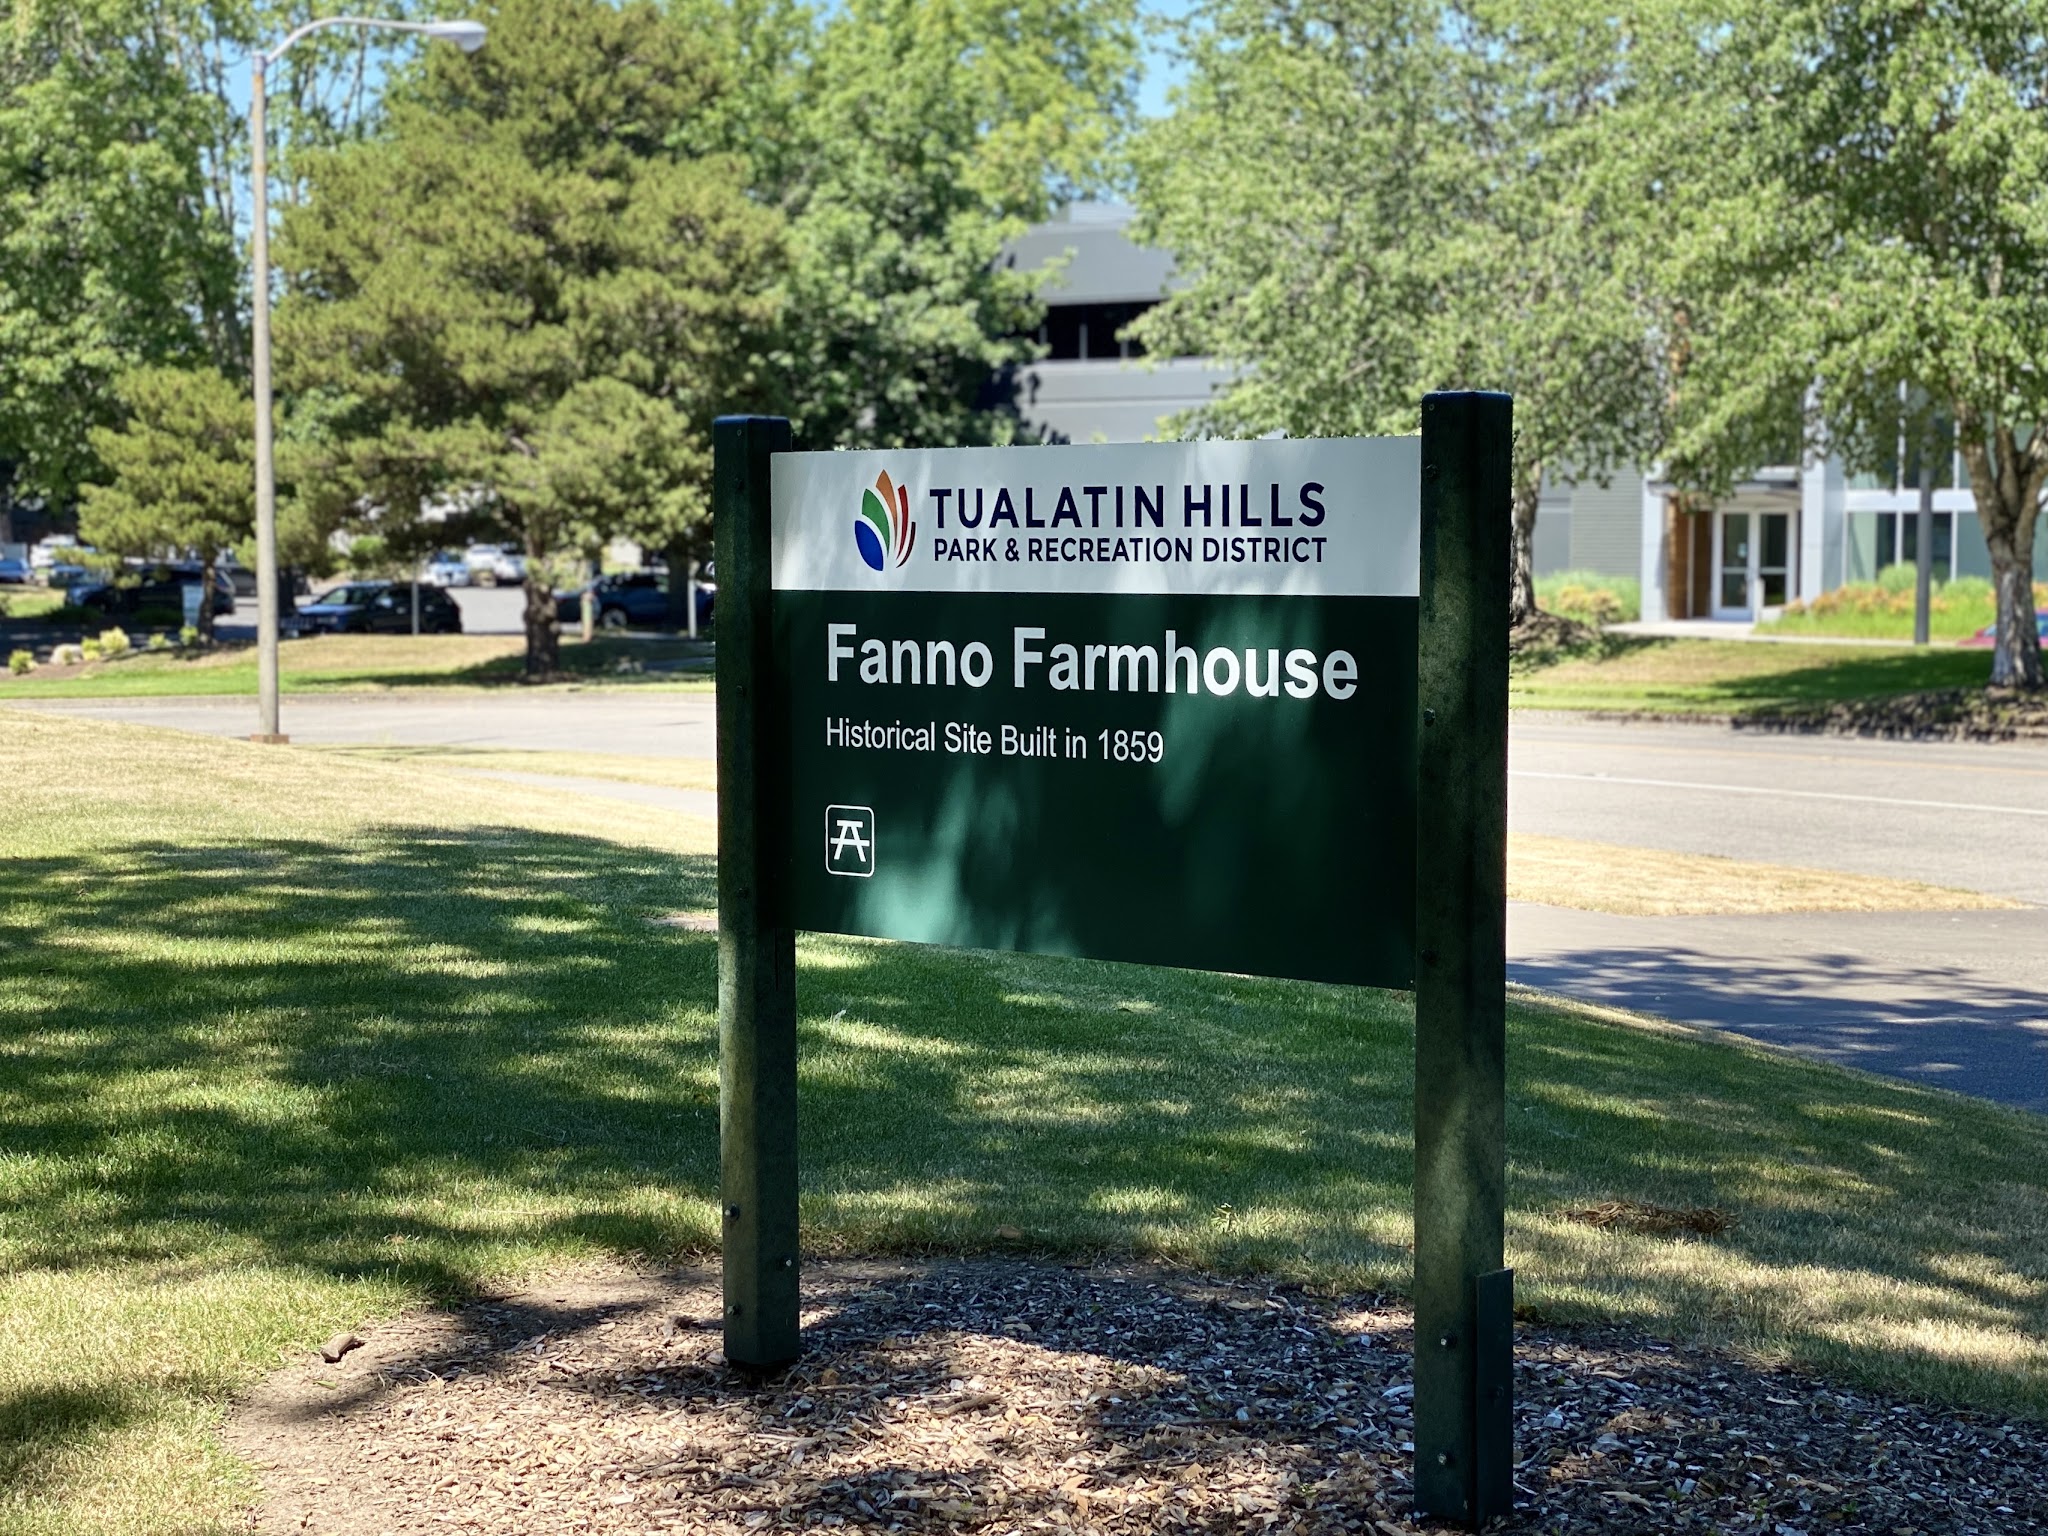 TUALATIN HILLS
PARK & RECREATION DISTRICT
Fanno Farmhouse
Historical Site Built in 1859